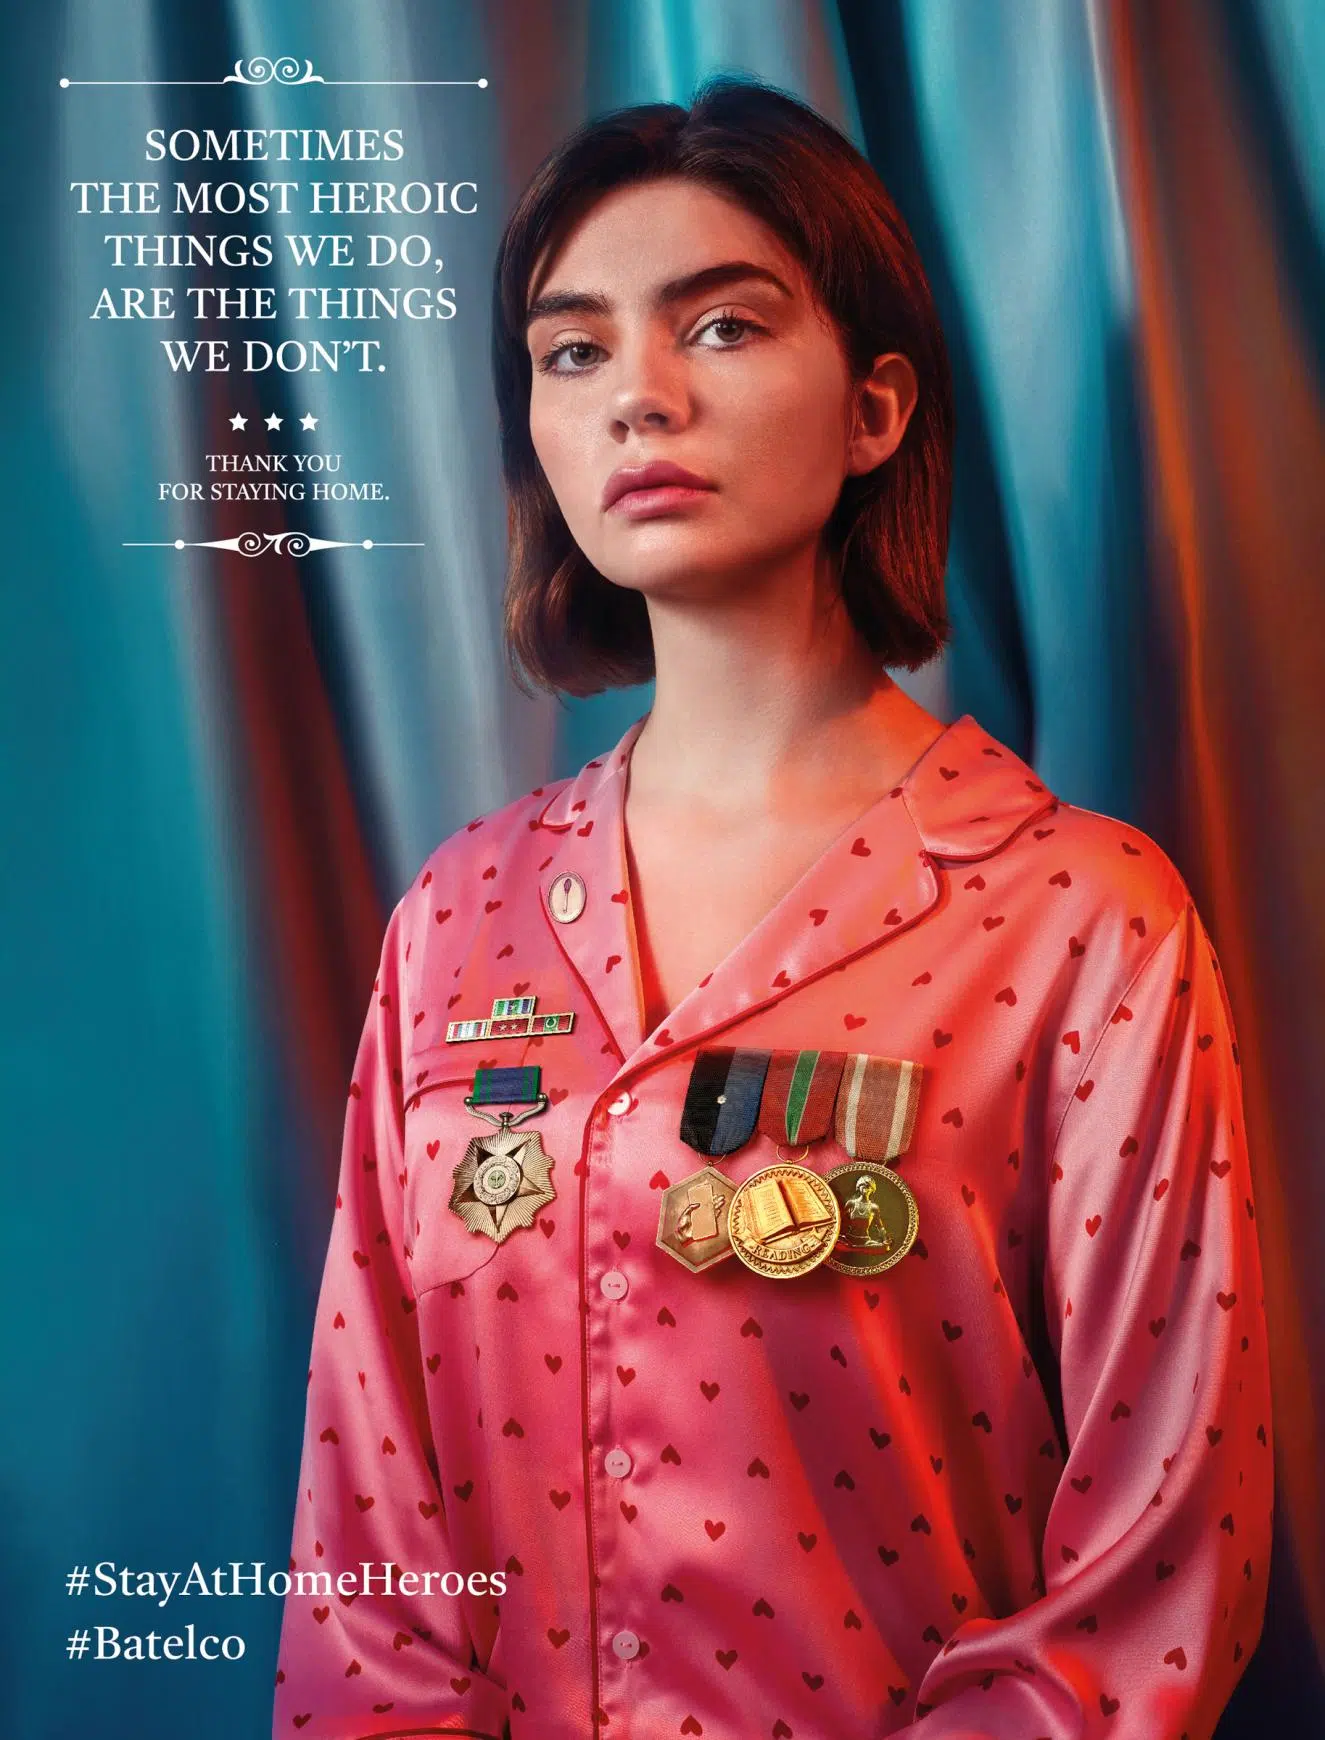 SOMETIMES
THE MOST HEROIC
THINGS WE DO,
ARE THE THINGS
WE DON'T.
THANK YOU
FOR STAYING HOME.
READING
#StayAtHomeHeroes
#Batelco